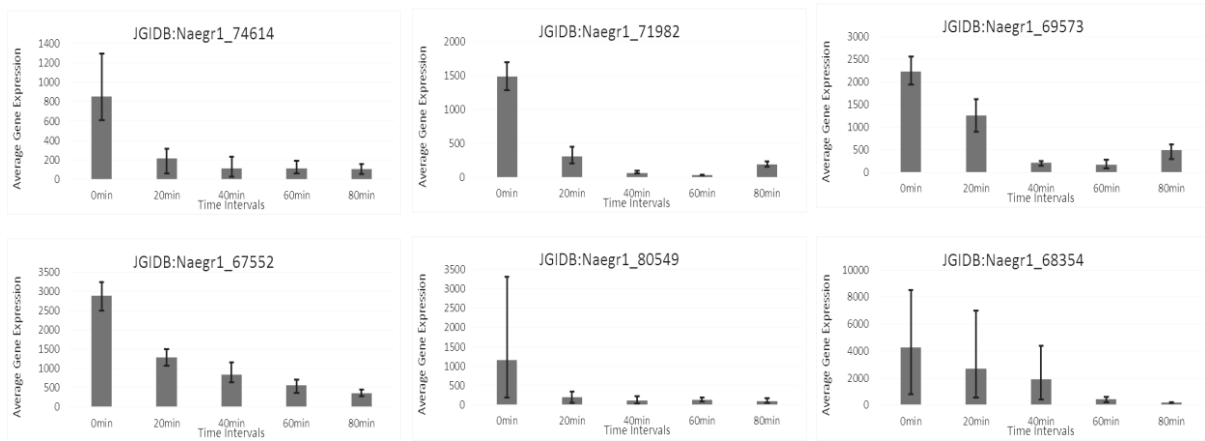 JGIDB:Naegr1_74614
Average Gene Expression
1400
1200
1000
800
600
400
200
0
0min 20min 40min 60min 80min
Time Intervals
JGIDB:Naegr1_71982
Average Gene Expression
2000
1500
1000
500
0
0min 20min 40min 60min 80min
Time Intervals
JGIDB:Naegr1_69573
Average Gene Expression
3000
2500
2000
1500
1000
500
0
0min 20min 40min 60min 80min
Time Intervals
JGIDB:Naegr1_67552
Average Gene Expression
3500
3000
2500
2000
1500
1000
500
0
0min 20min 40min 60min 80min
Time Intervals
JGIDB:Naegr1_80549
Average Gene Expression
3500
3000
2500
2000
1500
1000
500
0
0min 20min 40min 60min 80min
Time Intervals
JGIDB:Naegr1_68354
Average Gene Expression
10000
8000
6000
4000
2000
0
0min 20min 40min 60min 80min
Time Intervals